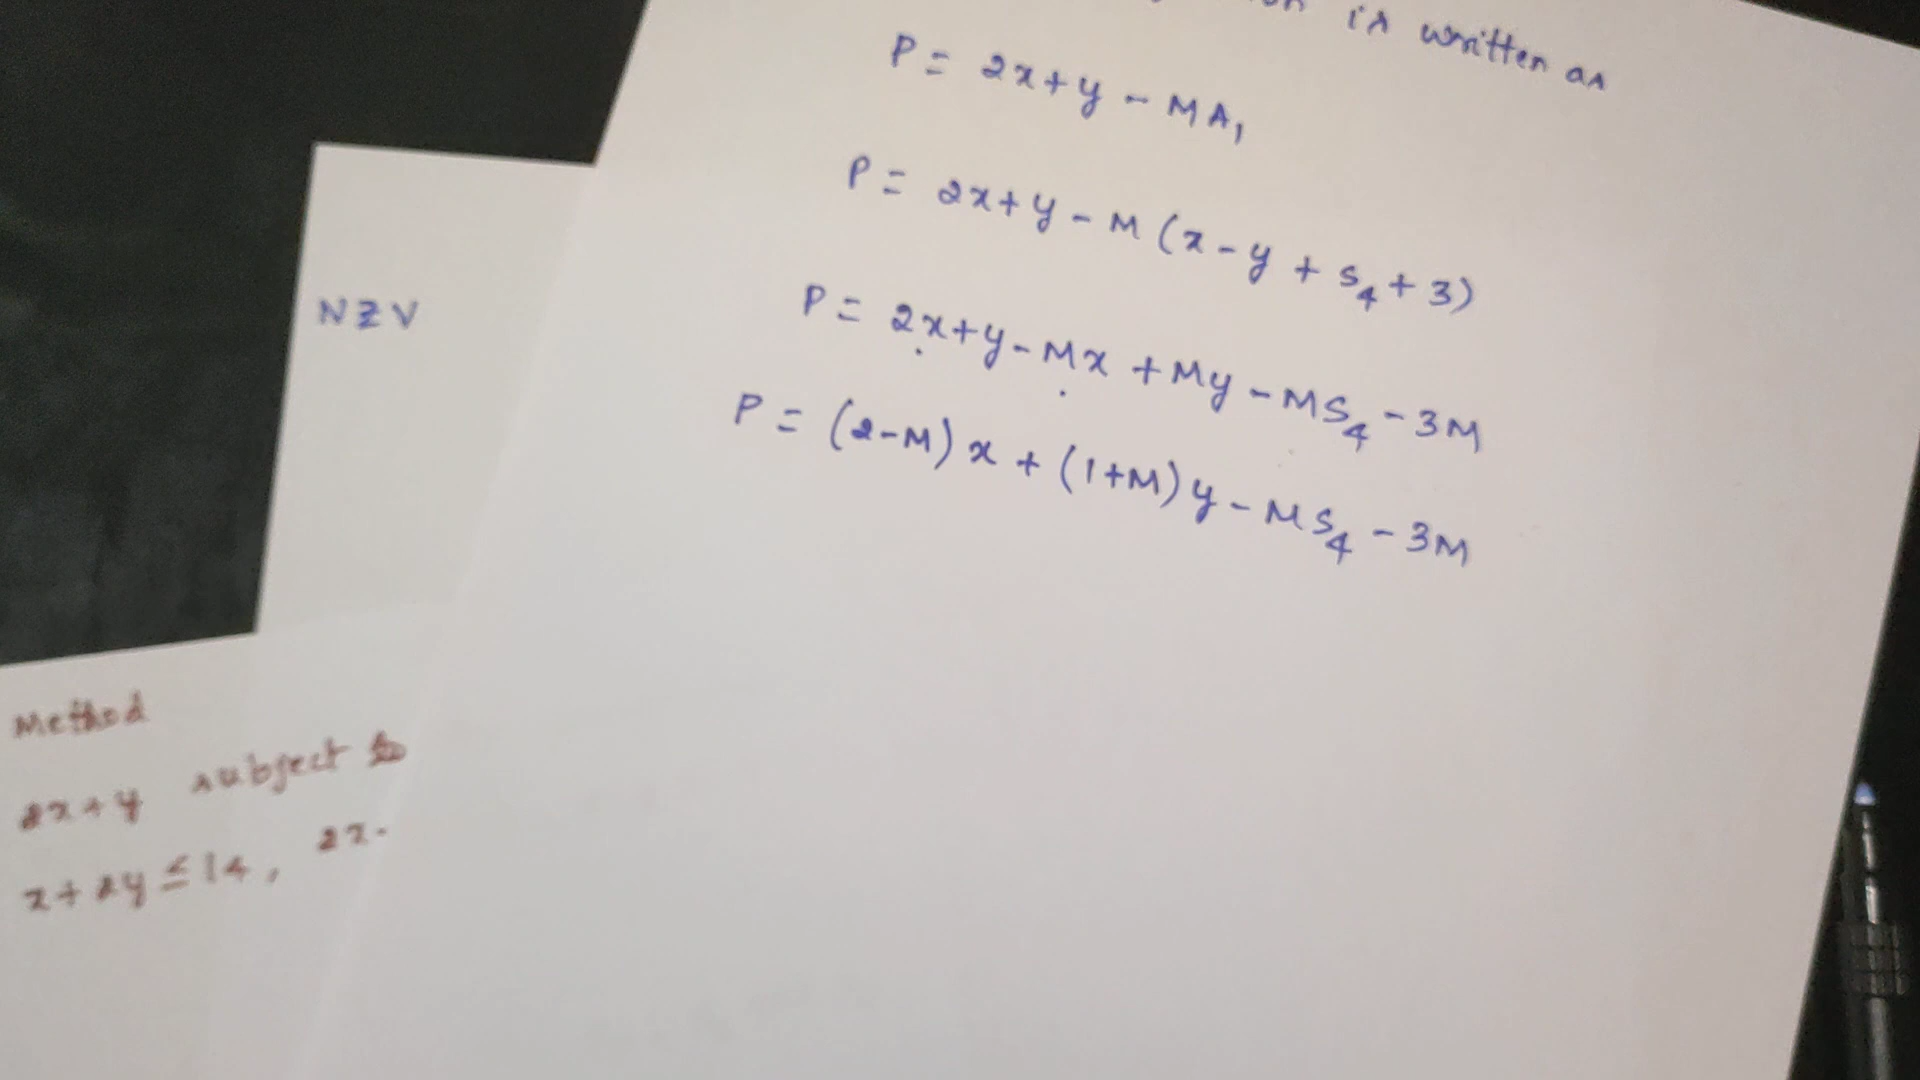 is written as
P = 2x + y - MA₁
P = 2x + y - M (x - y + S₄ + 3)
P = 2x + y - Mx + My - MS₄ - 3M
P = (2-M) x + (1+M) y - MS₄ - 3M
NZV
Method
2x + y subject to
x + 2y ≤ 14, 2x-